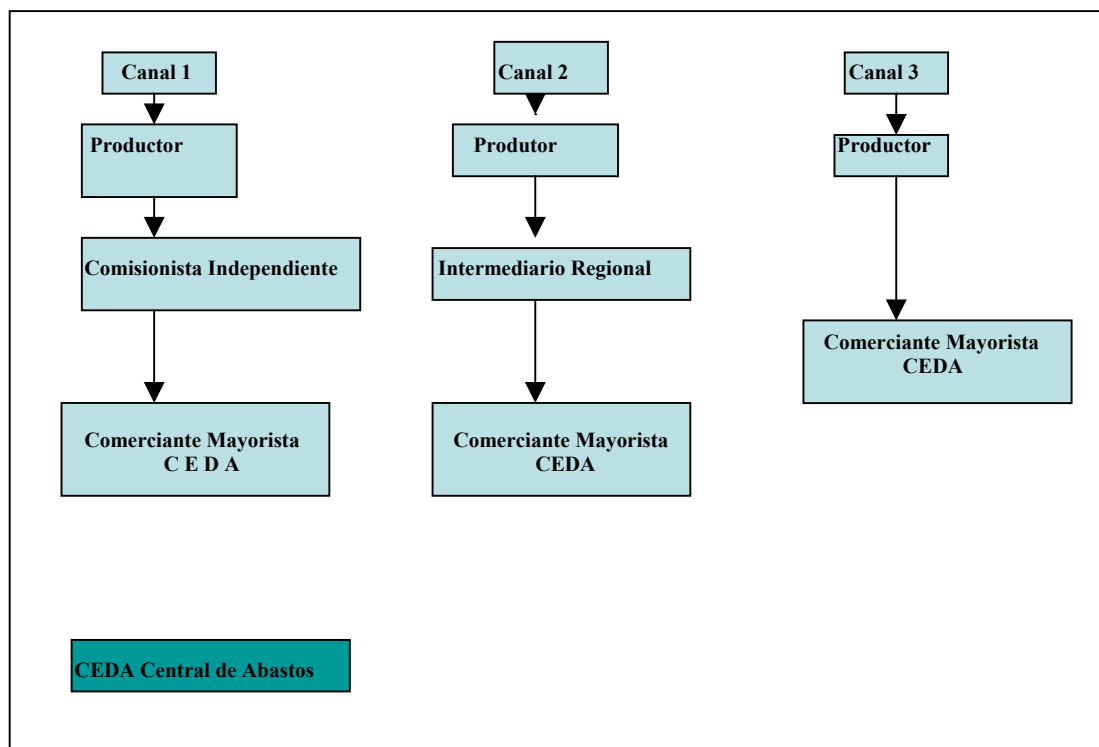 Canal 1
Productor
Comisionista Independiente
Comerciante Mayorista
C E D A
Canal 2
Produtor
Intermediario Regional
Comerciante Mayorista
CEDA
Canal 3
Productor
Comerciante Mayorista
CEDA
CEDA Central de Abastos